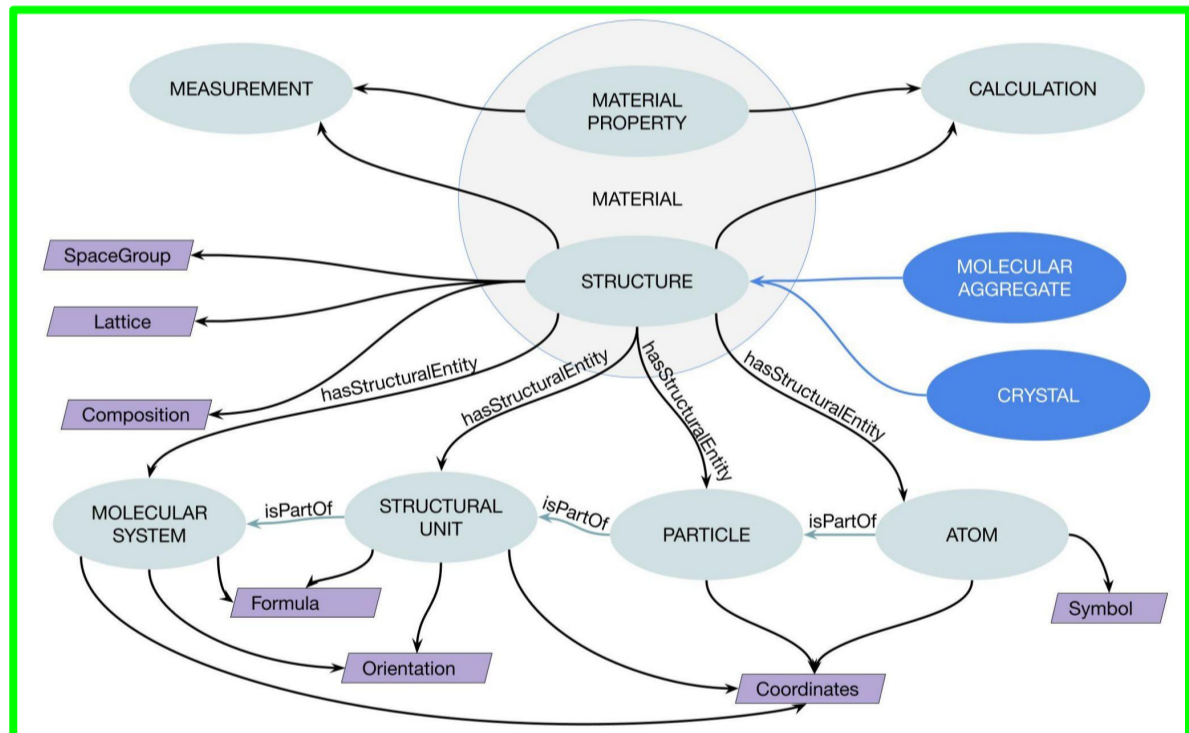 MEASUREMENT
MATERIAL
PROPERTY
CALCULATION
MATERIAL
SpaceGroup
STRUCTURE
MOLECULAR
AGGREGATE
Lattice
hasStructuralEntity
hasStructuralEntity
hasStructuralEntity
hasStructuralEntity
CRYSTAL
Composition
MOLECULAR
SYSTEM
isPartOf
STRUCTURAL
UNIT
isPartOf
PARTICLE
isPartOf
ATOM
Formula
Symbol
Orientation
Coordinates